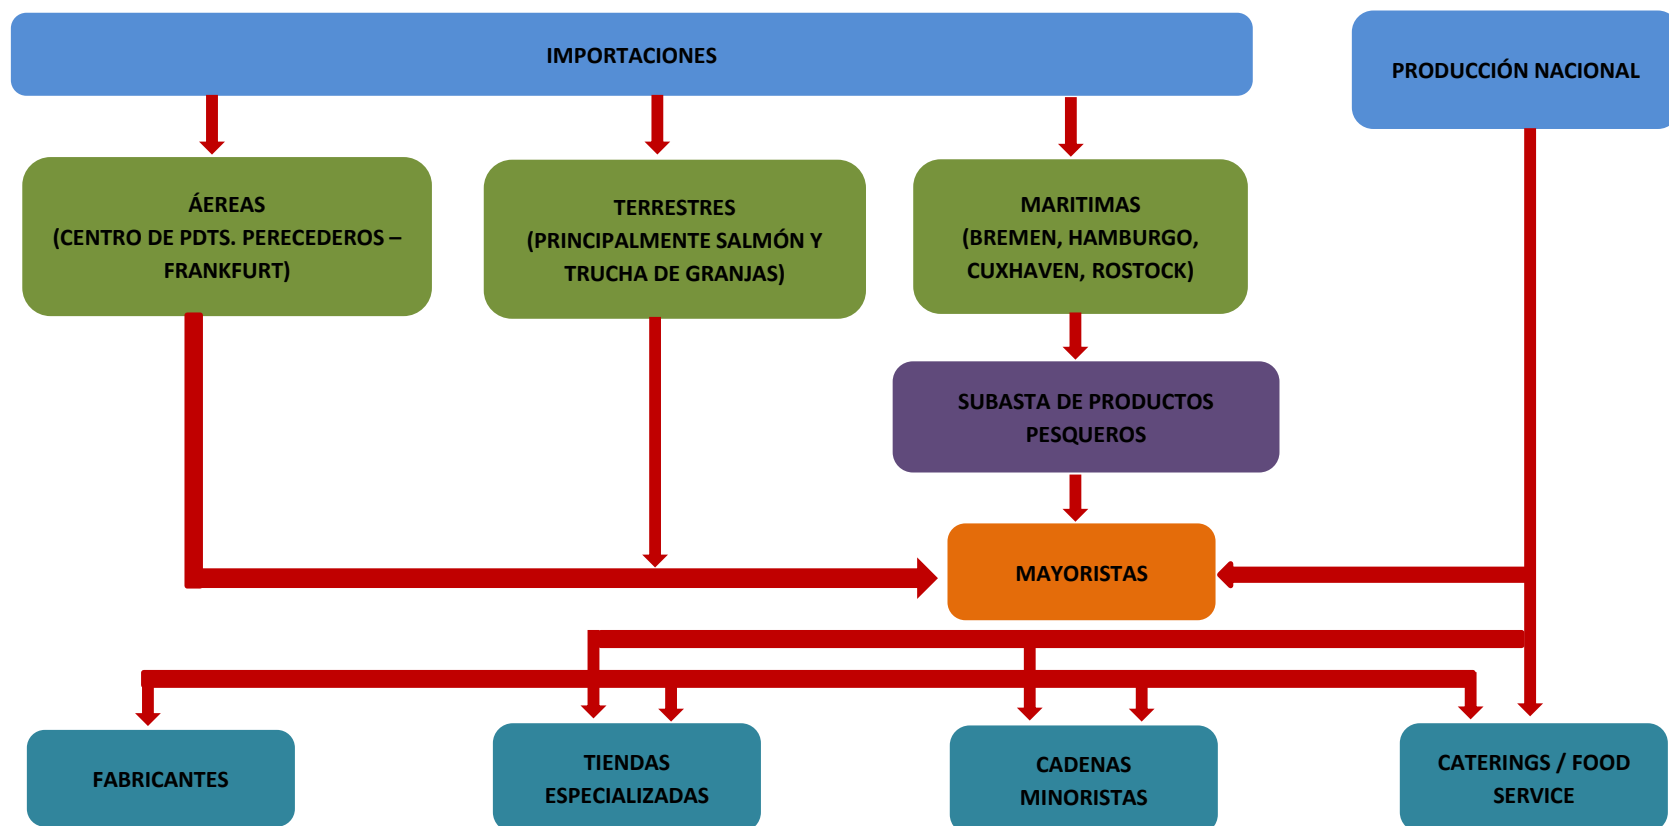 IMPORTACIONES
PRODUCCIÓN NACIONAL
ÁEREAS
(CENTRO DE PDTS. PERECEDEROS –
FRANKFURT)
TERRESTRES
(PRINCIPALMENTE SALMÓN Y
TRUCHA DE GRANJAS)
MARITIMAS
(BREMEN, HAMBURGO,
CUXHAVEN, ROSTOCK)
SUBASTA DE PRODUCTOS
PESQUEROS
MAYORISTAS
FABRICANTES
TIENDAS
ESPECIALIZADAS
CADENAS
MINORISTAS
CATERINGS / FOOD
SERVICE